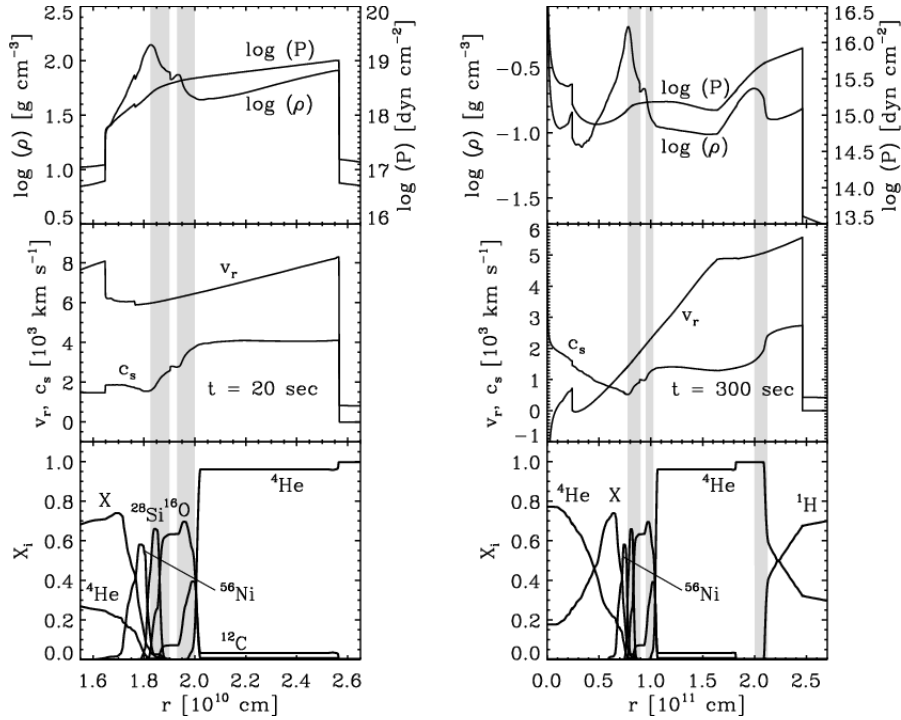 log (ρ) [g cm⁻³]
2.5
2.0
1.5
1.0
0.5
log (P)
log (ρ)
20
19
18
17
16
log (P) [dyn cm⁻²]
v_r, c_s [10³ km s⁻¹]
8
6
4
2
0
v_r
c_s
t = 20 sec
X_i
1.0
0.8
0.6
0.4
0.2
0.0
X
²⁸Si
¹⁶O
⁴He
⁴He
⁵⁶Ni
¹²C
1.6 1.8 2.0 2.2 2.4 2.6
r [10¹⁰ cm]
log (ρ) [g cm⁻³]
-0.5
-1.0
-1.5
log (P)
log (ρ)
16.5
16.0
15.5
15.0
14.5
14.0
13.5
log (P) [dyn cm⁻²]
v_r, c_s [10³ km s⁻¹]
5
4
3
2
1
0
-1
v_r
c_s
t = 300 sec
X_i
1.0
0.8
0.6
0.4
0.2
0.0
⁴He
X
⁴He
¹H
⁵⁶Ni
0.0 0.5 1.0 1.5 2.0 2.5
r [10¹¹ cm]